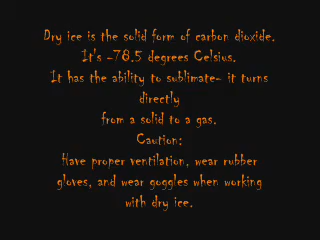 Dry ice is the solid form of carbon dioxide.
It's -78.5 degrees Celsius.
It has the ability to sublimate- it turns
directly
from a solid to a gas.
Caution:
Have proper ventilation, wear rubber
gloves, and wear goggles when working
with dry ice.